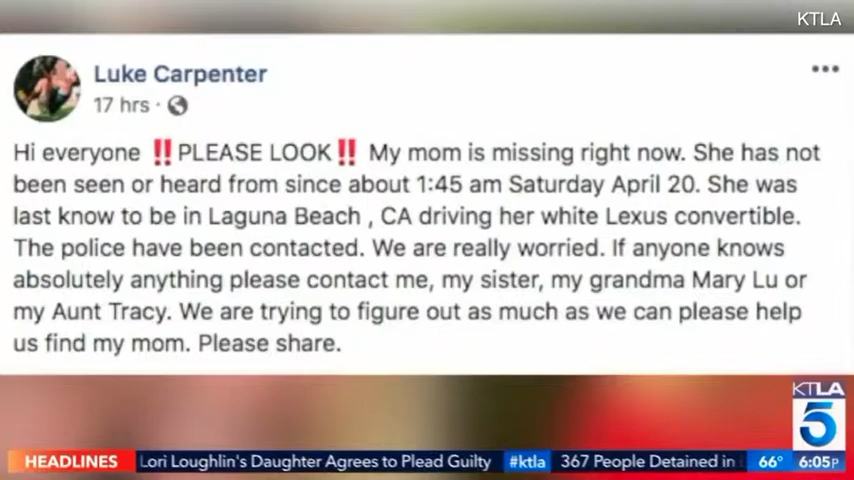 KTLA
Luke Carpenter
17 hrs ·
Hi everyone ‼️PLEASE LOOK‼️ My mom is missing right now. She has not
been seen or heard from since about 1:45 am Saturday April 20. She was
last know to be in Laguna Beach , CA driving her white Lexus convertible.
The police have been contacted. We are really worried. If anyone knows
absolutely anything please contact me, my sister, my grandma Mary Lu or
my Aunt Tracy. We are trying to figure out as much as we can please help
us find my mom. Please share.
KTLA
5
HEADLINES Lori Loughlin's Daughter Agrees to Plead Guilty #ktla 367 People Detained in 66° 6:05P